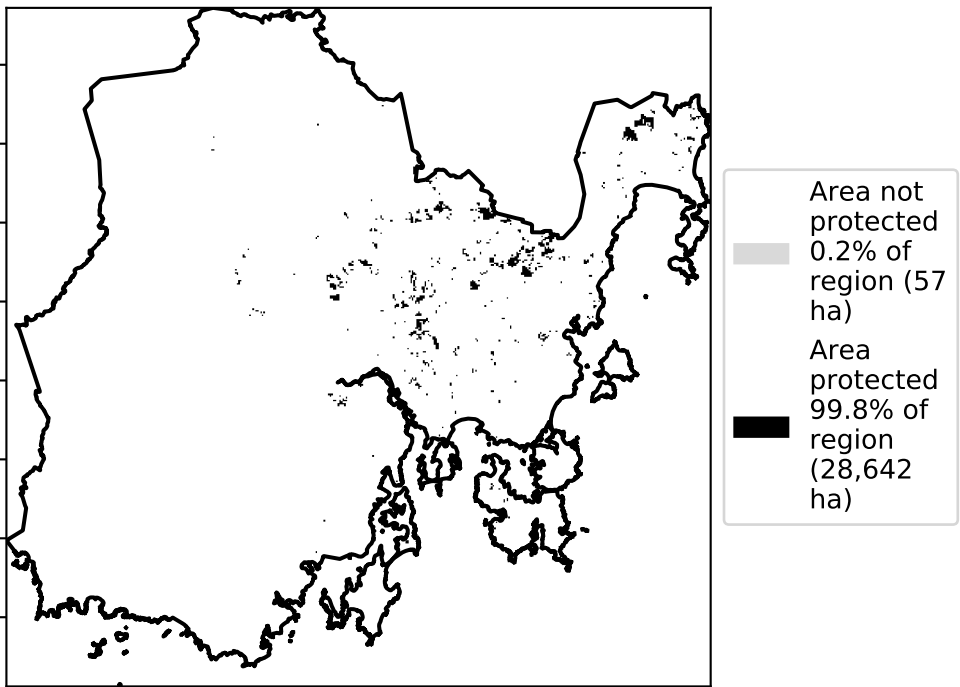 Area not
protected
0.2% of
region (57
ha)
Area
protected
99.8% of
region
(28,642
ha)